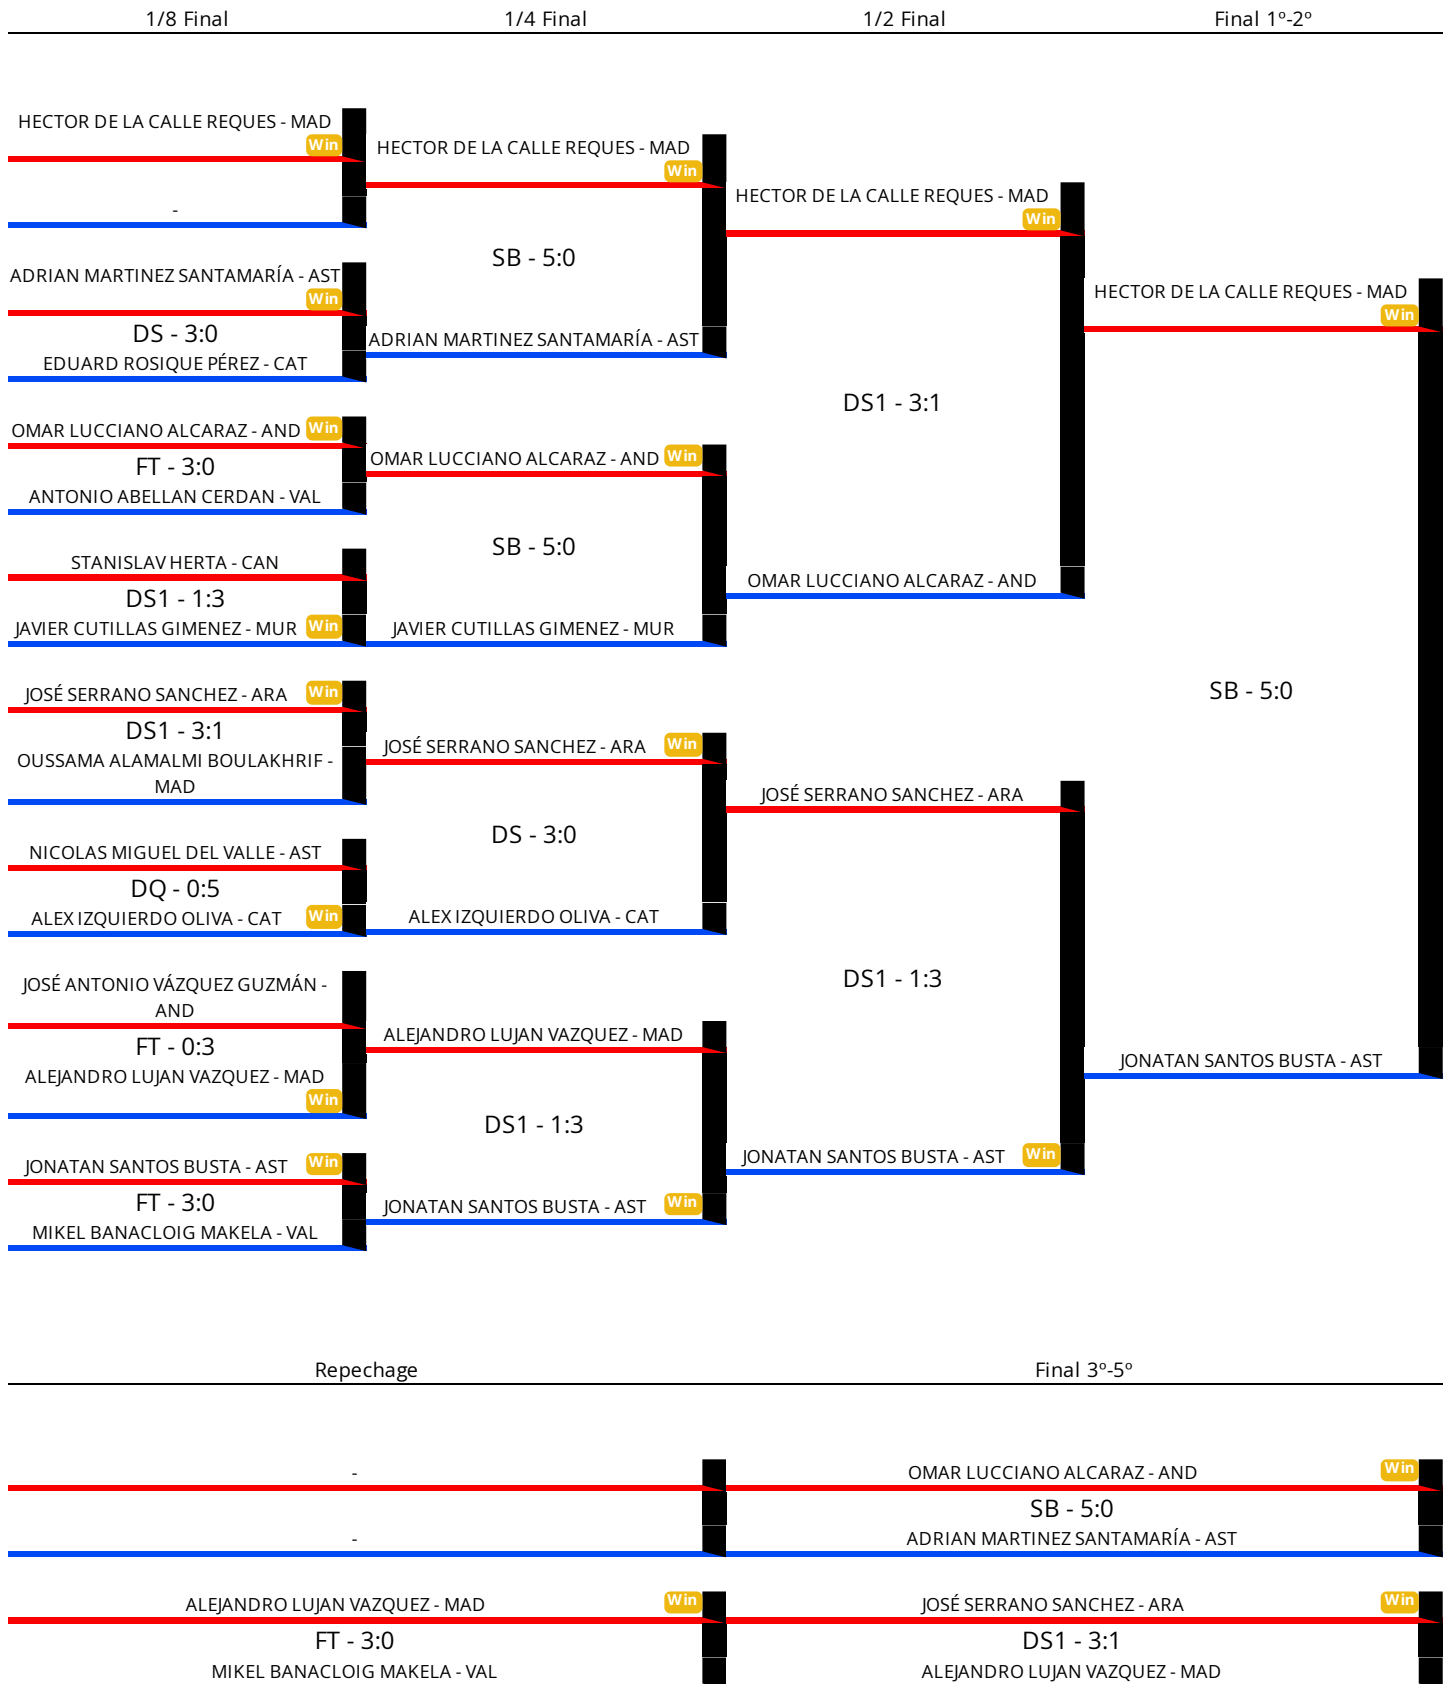 1/8 Final
1/4 Final
1/2 Final
Final 1º-2º
HECTOR DE LA CALLE REQUES - MAD
Win
-
ADRIAN MARTINEZ SANTAMARÍA - AST
Win
DS - 3:0
EDUARD ROSIQUE PÉREZ - CAT
OMAR LUCCIANO ALCARAZ - AND Win
FT - 3:0
ANTONIO ABELLAN CERDAN - VAL
STANISLAV HERTA - CAN
DS1 - 1:3
JAVIER CUTILLAS GIMENEZ - MUR Win
JOSÉ SERRANO SANCHEZ - ARA Win
DS1 - 3:1
OUSSAMA ALAMALMI BOULAKHRIF -
MAD
NICOLAS MIGUEL DEL VALLE - AST
DQ - 0:5
ALEX IZQUIERDO OLIVA - CAT Win
JOSÉ ANTONIO VÁZQUEZ GUZMÁN -
AND
FT - 0:3
ALEJANDRO LUJAN VAZQUEZ - MAD
Win
JONATAN SANTOS BUSTA - AST Win
FT - 3:0
MIKEL BANACLOIG MAKELA - VAL
HECTOR DE LA CALLE REQUES - MAD
Win
SB - 5:0
ADRIAN MARTINEZ SANTAMARÍA - AST
OMAR LUCCIANO ALCARAZ - AND Win
SB - 5:0
JAVIER CUTILLAS GIMENEZ - MUR
JOSÉ SERRANO SANCHEZ - ARA Win
DS - 3:0
ALEX IZQUIERDO OLIVA - CAT
ALEJANDRO LUJAN VAZQUEZ - MAD
DS1 - 1:3
JONATAN SANTOS BUSTA - AST Win
HECTOR DE LA CALLE REQUES - MAD
Win
DS1 - 3:1
OMAR LUCCIANO ALCARAZ - AND
JOSÉ SERRANO SANCHEZ - ARA
DS1 - 1:3
JONATAN SANTOS BUSTA - AST Win
HECTOR DE LA CALLE REQUES - MAD
Win
SB - 5:0
JONATAN SANTOS BUSTA - AST
Repechage
Final 3º-5º
-
-
ALEJANDRO LUJAN VAZQUEZ - MAD Win
FT - 3:0
MIKEL BANACLOIG MAKELA - VAL
OMAR LUCCIANO ALCARAZ - AND Win
SB - 5:0
ADRIAN MARTINEZ SANTAMARÍA - AST
JOSÉ SERRANO SANCHEZ - ARA Win
DS1 - 3:1
ALEJANDRO LUJAN VAZQUEZ - MAD